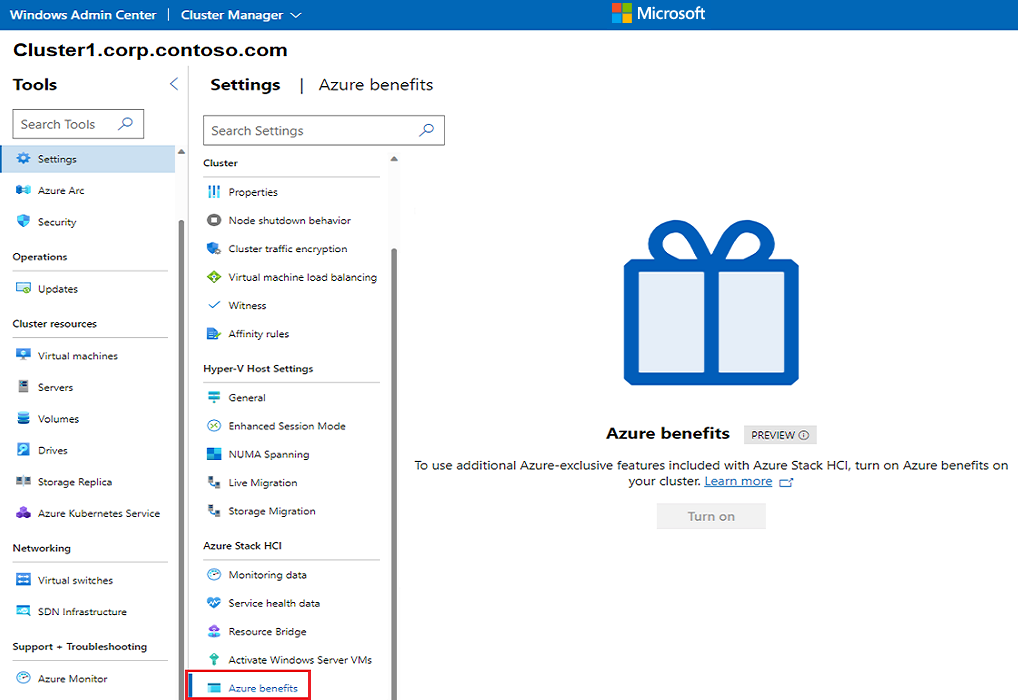 Windows Admin Center | Cluster Manager
Microsoft
Cluster1.corp.contoso.com
Tools
Search Tools
Settings
Azure Arc
Security
Operations
Updates
Cluster resources
Virtual machines
Servers
Volumes
Drives
Storage Replica
Azure Kubernetes Service
Networking
Virtual switches
SDN Infrastructure
Support + Troubleshooting
Azure Monitor
Settings | Azure benefits
Search Settings
Cluster
Properties
Node shutdown behavior
Cluster traffic encryption
Virtual machine load balancing
Witness
Affinity rules
Hyper-V Host Settings
General
Enhanced Session Mode
NUMA Spanning
Live Migration
Storage Migration
Azure Stack HCI
Monitoring data
Service health data
Resource Bridge
Activate Windows Server VMs
Azure benefits
Azure benefits PREVIEW
To use additional Azure-exclusive features included with Azure Stack HCI, turn on Azure benefits on
your cluster. Learn more
Turn on